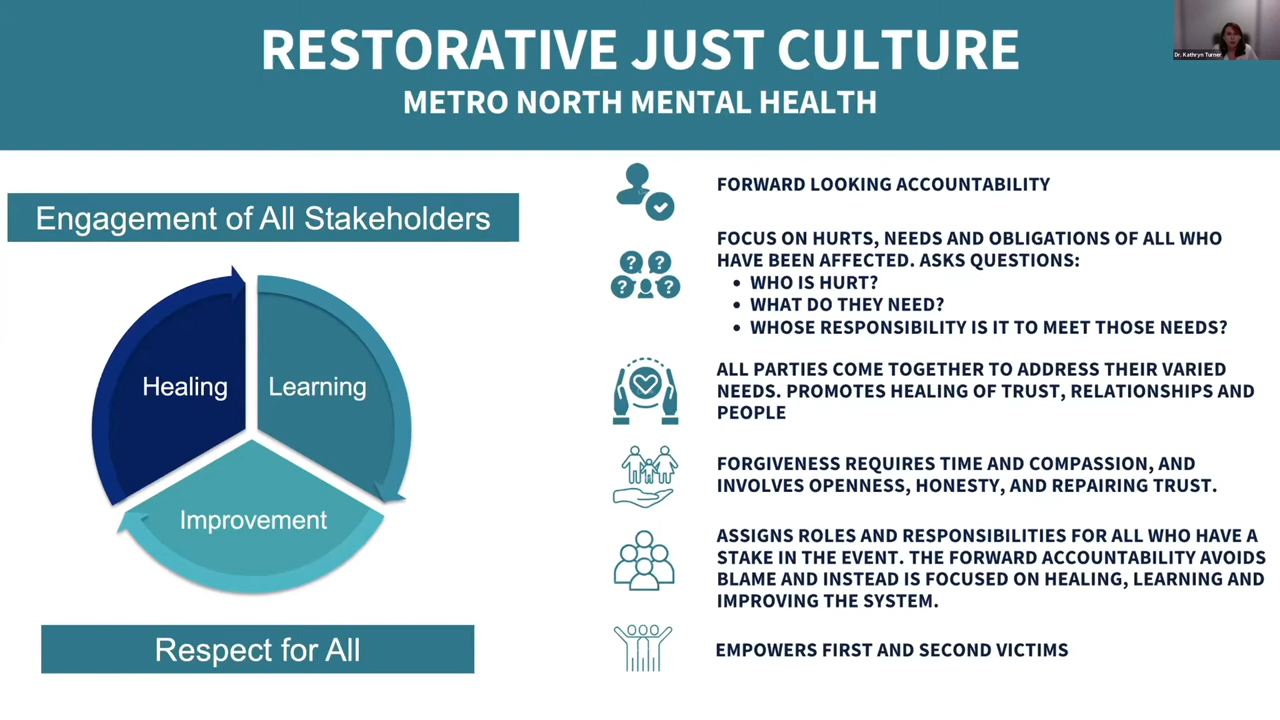 RESTORATIVE JUST CULTURE
METRO NORTH MENTAL HEALTH
Dr. Kathryn Turner
Engagement of All Stakeholders
Healing
Learning
Improvement
Respect for All
FORWARD LOOKING ACCOUNTABILITY
FOCUS ON HURTS, NEEDS AND OBLIGATIONS OF ALL WHO
HAVE BEEN AFFECTED. ASKS QUESTIONS:
• WHO IS HURT?
• WHAT DO THEY NEED?
• WHOSE RESPONSIBILITY IS IT TO MEET THOSE NEEDS?
? ?
? ?
ALL PARTIES COME TOGETHER TO ADDRESS THEIR VARIED
NEEDS. PROMOTES HEALING OF TRUST, RELATIONSHIPS AND
PEOPLE
FORGIVENESS REQUIRES TIME AND COMPASSION, AND
INVOLVES OPENNESS, HONESTY, AND REPAIRING TRUST.
ASSIGNS ROLES AND RESPONSIBILITIES FOR ALL WHO HAVE A
STAKE IN THE EVENT. THE FORWARD ACCOUNTABILITY AVOIDS
BLAME AND INSTEAD IS FOCUSED ON HEALING, LEARNING AND
IMPROVING THE SYSTEM.
EMPOWERS FIRST AND SECOND VICTIMS